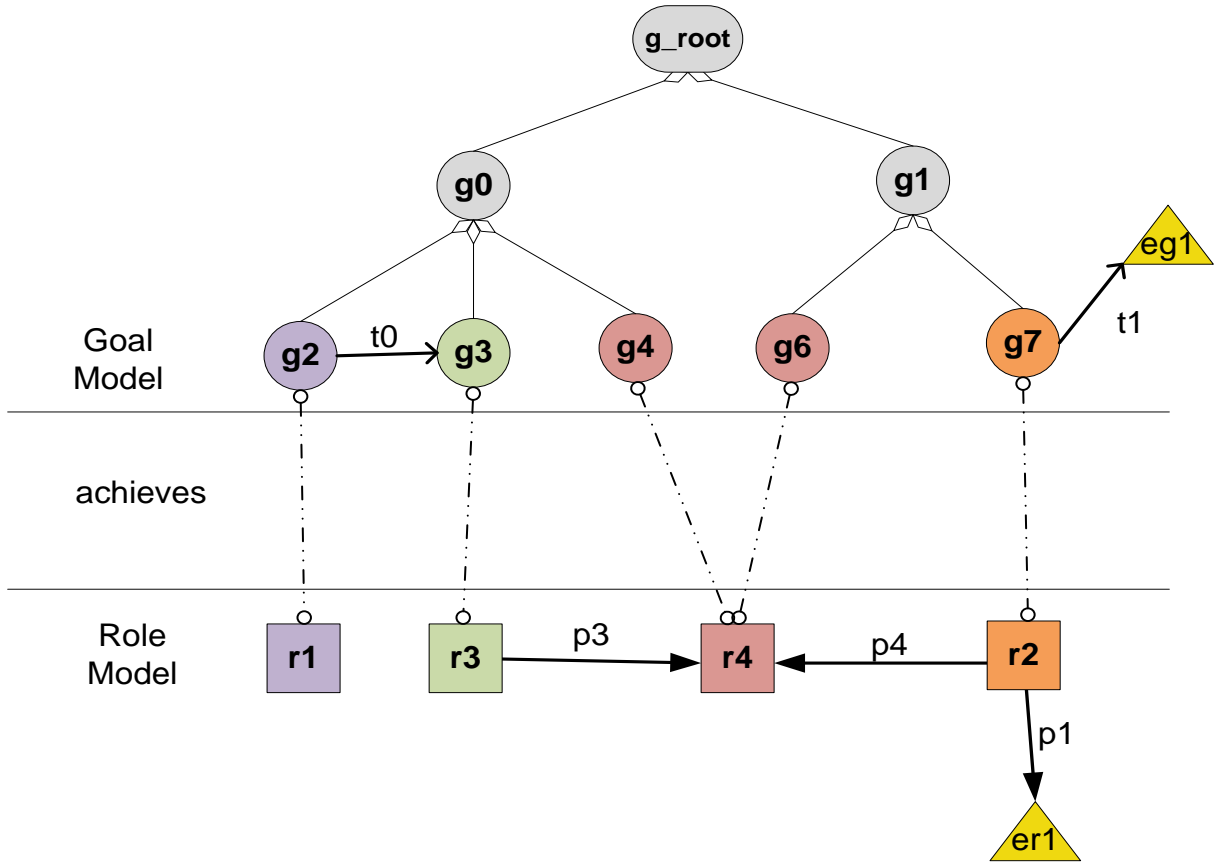 g_root
g0
g1
eg1
t1
Goal
Model
g2
t0
g3
g4
g6
g7
achieves
Role
Model
r1
r3
p3
r4
p4
r2
p1
er1